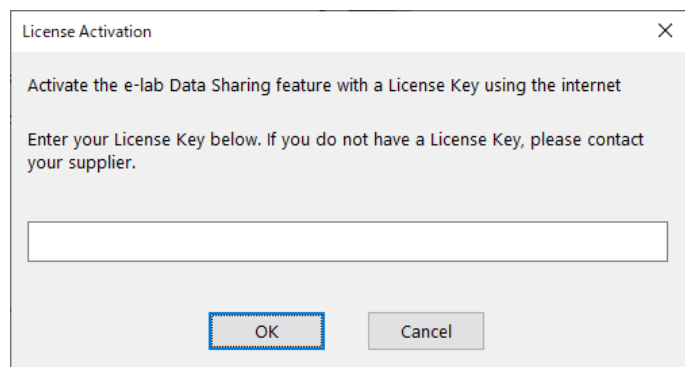 License Activation
Activate the e-lab Data Sharing feature with a License Key using the internet
Enter your License Key below. If you do not have a License Key, please contact
your supplier.
OK
Cancel